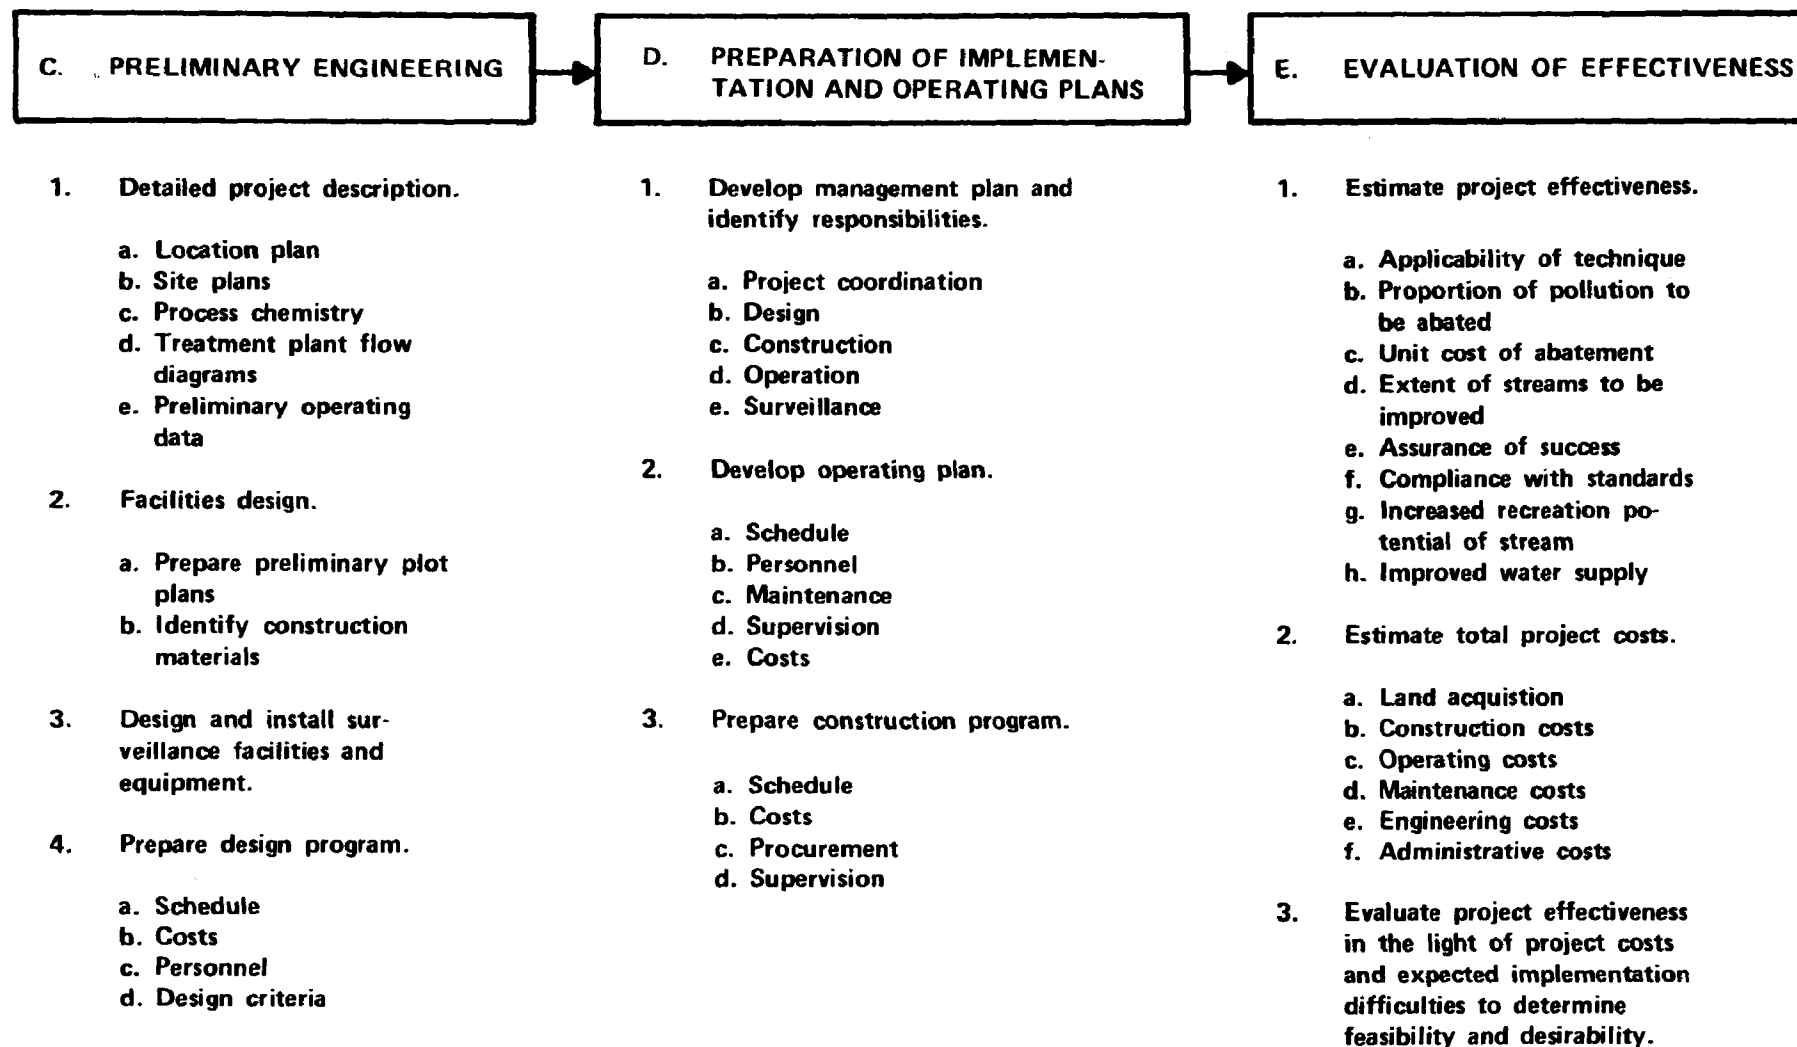 C. PRELIMINARY ENGINEERING
1. Detailed project description.
a. Location plan
b. Site plans
c. Process chemistry
d. Treatment plant flow
diagrams
e. Preliminary operating
data
2. Facilities design.
a. Prepare preliminary plot
plans
b. Identify construction
materials
3. Design and install sur-
veillance facilities and
equipment.
4. Prepare design program.
a. Schedule
b. Costs
c. Personnel
d. Design criteria
D. PREPARATION OF IMPLEMEN-
TATION AND OPERATING PLANS
1. Develop management plan and
identify responsibilities.
a. Project coordination
b. Design
c. Construction
d. Operation
e. Surveillance
2. Develop operating plan.
a. Schedule
b. Personnel
c. Maintenance
d. Supervision
e. Costs
3. Prepare construction program.
a. Schedule
b. Costs
c. Procurement
d. Supervision
E. EVALUATION OF EFFECTIVENESS
1. Estimate project effectiveness.
a. Applicability of technique
b. Proportion of pollution to
be abated
c. Unit cost of abatement
d. Extent of streams to be
improved
e. Assurance of success
f. Compliance with standards
g. Increased recreation po-
tential of stream
h. Improved water supply
2. Estimate total project costs.
a. Land acquistion
b. Construction costs
c. Operating costs
d. Maintenance costs
e. Engineering costs
f. Administrative costs
3. Evaluate project effectiveness
in the light of project costs
and expected implementation
difficulties to determine
feasibility and desirability.